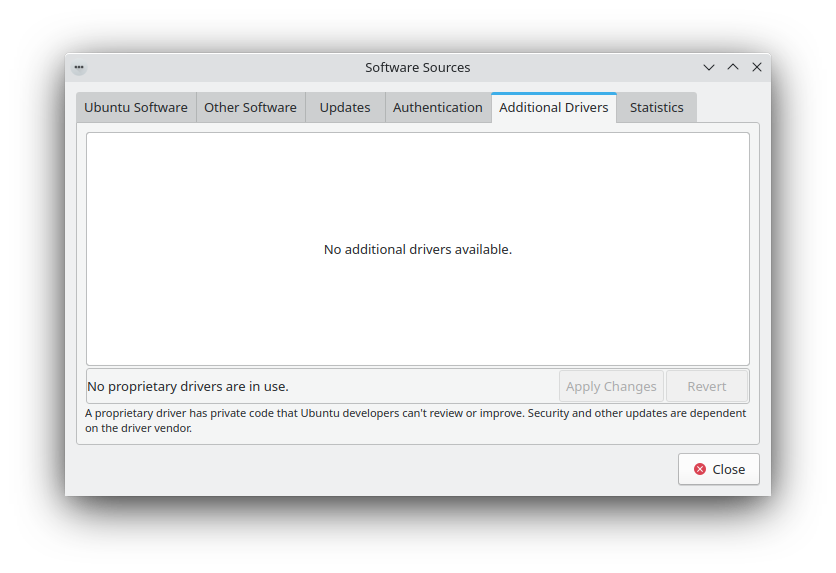 Software Sources
Ubuntu Software Other Software Updates Authentication Additional Drivers Statistics
No additional drivers available.
No proprietary drivers are in use. Apply Changes Revert
A proprietary driver has private code that Ubuntu developers can't review or improve. Security and other updates are dependent
on the driver vendor.
Close